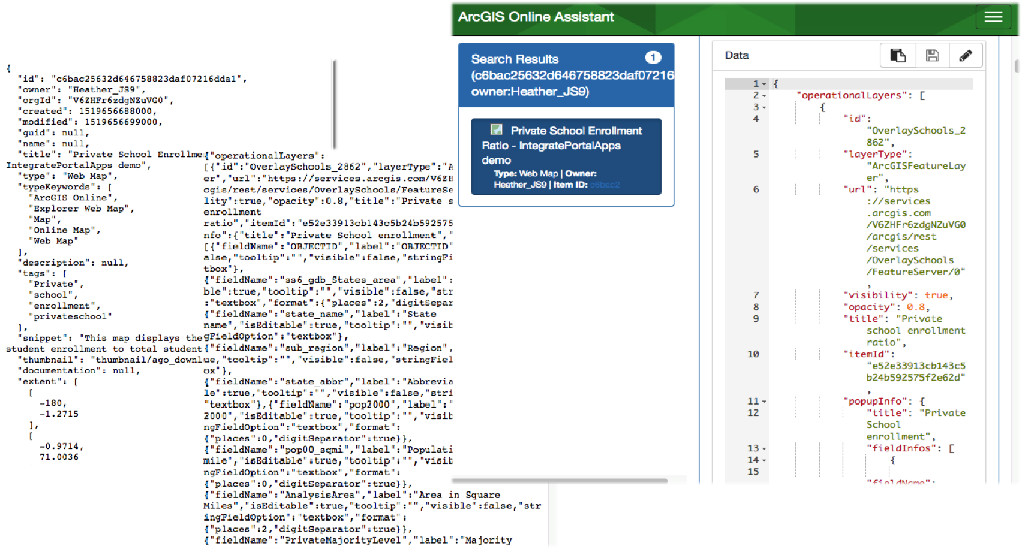 {
"id": "c6bac25632d646758823daf07216dda1",
"owner": "Heather_JS9",
"orgId": "V6ZHFr6zdgNZuVG0",
"created": 1519656688000,
"modified": 1519656699000,
"guid": null,
"name": null,
"title": "Private School Enrollme
IntegratePortalApps demo",
"type": "Web Map",
"typeKeywords": [
"ArcGIS Online",
"Explorer Web Map",
"Map",
"Online Map",
"Web Map"
],
"description": null,
"tags": [
"Private",
"school",
"enrollment",
"privateschool"
],
"snippet": "This map displays the
student enrollment to total student
"thumbnail": "thumbnail/ago_downl
"documentation": null,
"extent": [
[
-180,
-1.2715
],
[
-0.9714,
71.0036
{"operationalLayers":
[{"id":"OverlaySchools_2862","layerType":"A
er","url":"https://services.arcgis.com/V6ZH
cgis/rest/services/OverlaySchools/FeatureSe
ity":true,"opacity":0.8,"title":"Private s
enrollment
ratio","itemId":"e52e33913cb143c5b24b592575
nfo":{"title":"Private School enrollment","
[{"fieldName":"OBJECTID","label":"OBJECTID"
alse,"tooltip":"","visible":false,"stringFi
tbox"},
{"fieldName":"ss6_gdb_States_area","label":
ble":true,"tooltip":"","visible":false,"str
:"textbox","format":{"places":2,"digitSepar
{"fieldName":"state_name","label":"State
name","isEditable":true,"tooltip":"","visib
gFieldOption":"textbox"},
{"fieldName":"sub_region","label":"Region",
ue,"tooltip":"","visible":false,"stringFiel
ox"},
{"fieldName":"state_abbr","label":"Abbrevis
le":true,"tooltip":"","visible":false,"stri
"textbox"},{"fieldName":"pop2000","label":"
2000","isEditable":true,"tooltip":"","visib
ngFieldOption":"textbox","format":
{"places":0,"digitSeparator":true}},
{"fieldName":"pop00_sqmi","label":"Populati
mile","isEditable":true,"tooltip":"","visib
ngFieldOption":"textbox","format":
{"places":0,"digitSeparator":true}},
{"fieldName":"AnalysisArea","label":"Area in Square
Miles","isEditable":true,"tooltip":"","visible":false,"str
ingFieldOption":"textbox","format":
{"places":2,"digitSeparator":true}},
{"fieldName":"PrivateMajorityLevel","label":"Majority
ArcGIS Online Assistant
Search Results 1
(c6bac25632d646758823daf07216
owner:Heather_JS9)
Private School Enrollment
Ratio - IntegratePortalApps
demo
Type: Web Map | Owner:
Heather_JS9 | Item ID: c6bac2
Data
1 {
2 "operationalLayers": [
3 {
4 "id":
"OverlaySchools_2
862",
5 "layerType":
"ArcGISFeatureLay
er",
6 "url": "https
://services
.arcgis.com
/V6ZHFr6zdgNZuVG0
/arcgis/rest
/services
/OverlaySchools
/FeatureServer/0"
,
7 "visibility": true,
8 "opacity": 0.8,
9 "title": "Private
school enrollment
ratio",
10 "itemId":
"e52e33913cb143c5
b24b592575f2e62d"
,
11 "popupInfo": {
12 "title": "Private
School
enrollment",
13 "fieldInfos": [
14 {
15
"fieldName":